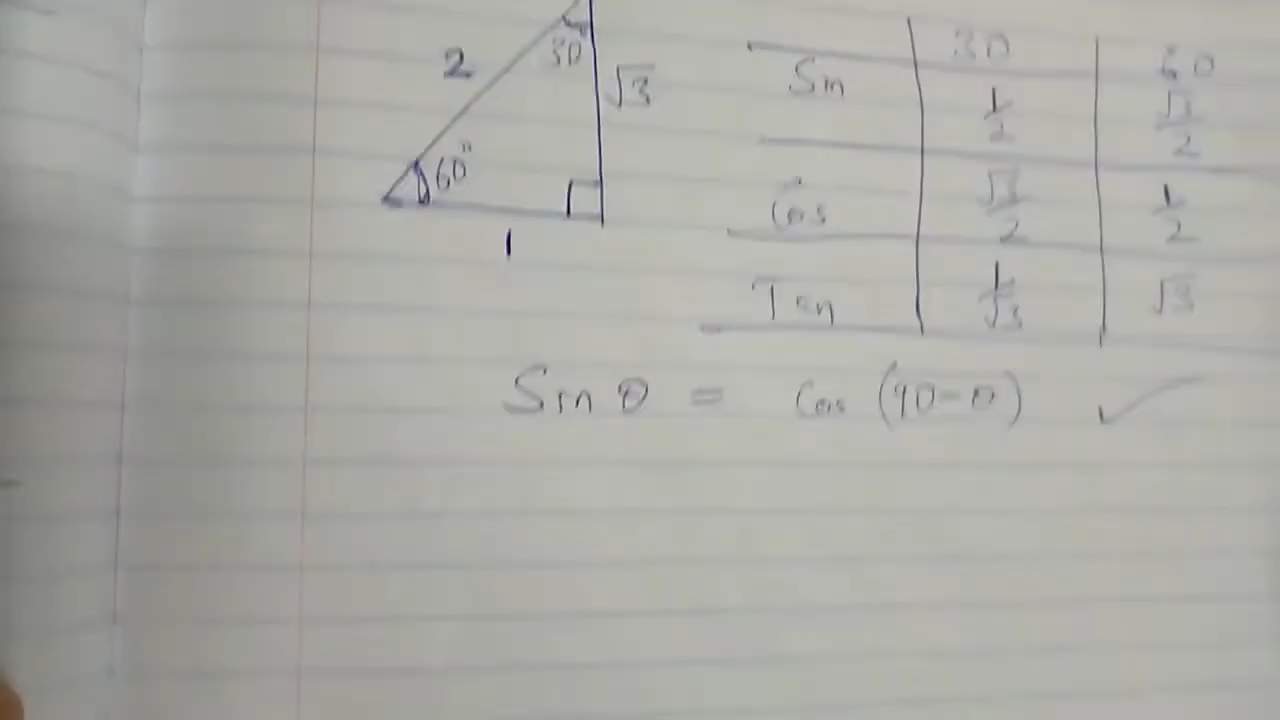 2
30
√3
60°
1
30 60
Sin 1/2 √3/2
Cos √3/2 1/2
Tan 1/√3 √3
Sin θ = Cos (90-θ) ✓